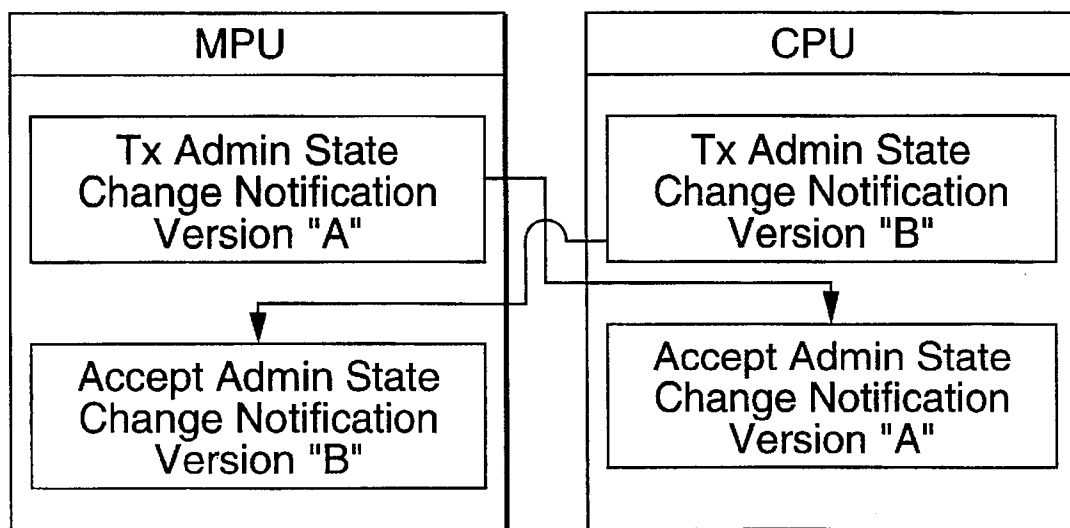 MPU
Tx Admin State
Change Notification
Version "A"
Accept Admin State
Change Notification
Version "B"
CPU
Tx Admin State
Change Notification
Version "B"
Accept Admin State
Change Notification
Version "A"